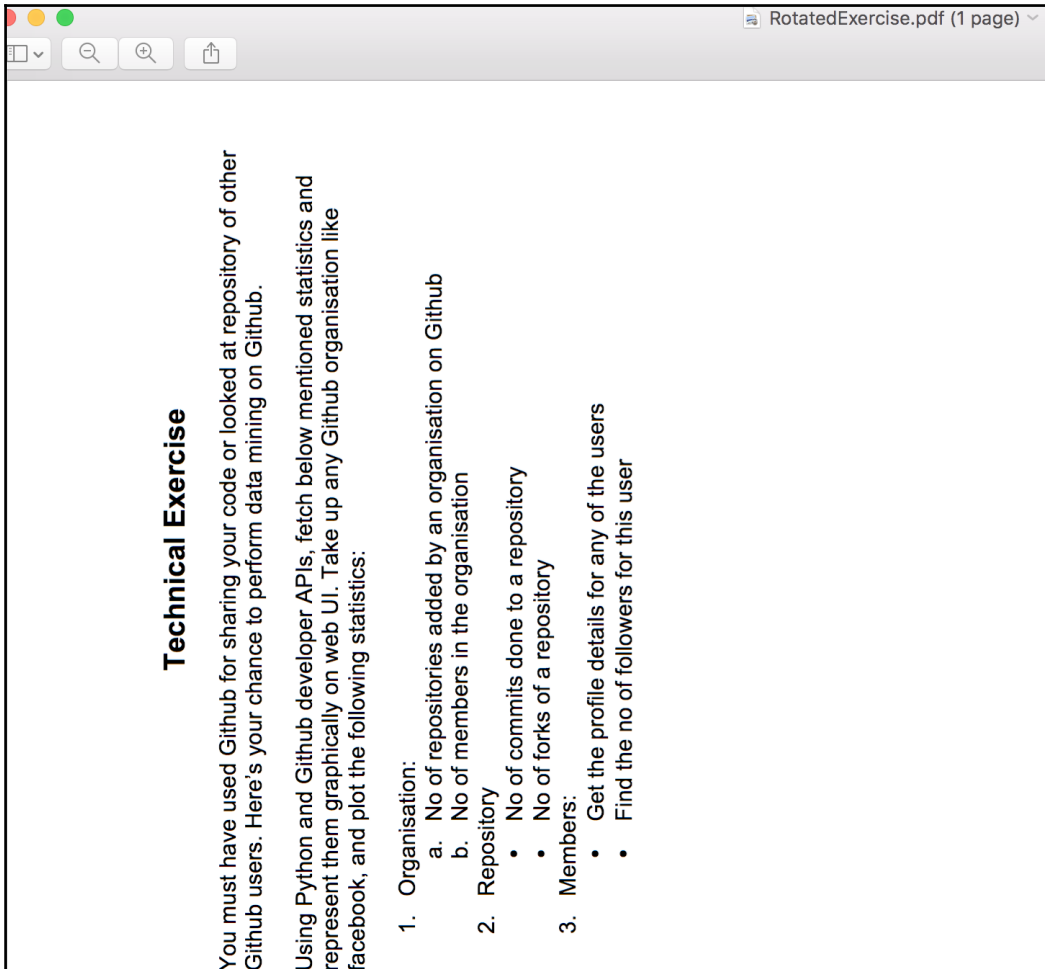 RotatedExercise.pdf (1 page)
Technical Exercise
You must have used Github for sharing your code or looked at repository of other
Github users. Here’s your chance to perform data mining on Github.
Using Python and Github developer APIs, fetch below mentioned statistics and
represent them graphically on web UI. Take up any Github organisation like
facebook, and plot the following statistics:
1. Organisation:
a. No of repositories added by an organisation on Github
b. No of members in the organisation
2. Repository
• No of commits done to a repository
• No of forks of a repository
3. Members:
• Get the profile details for any of the users
• Find the no of followers for this user